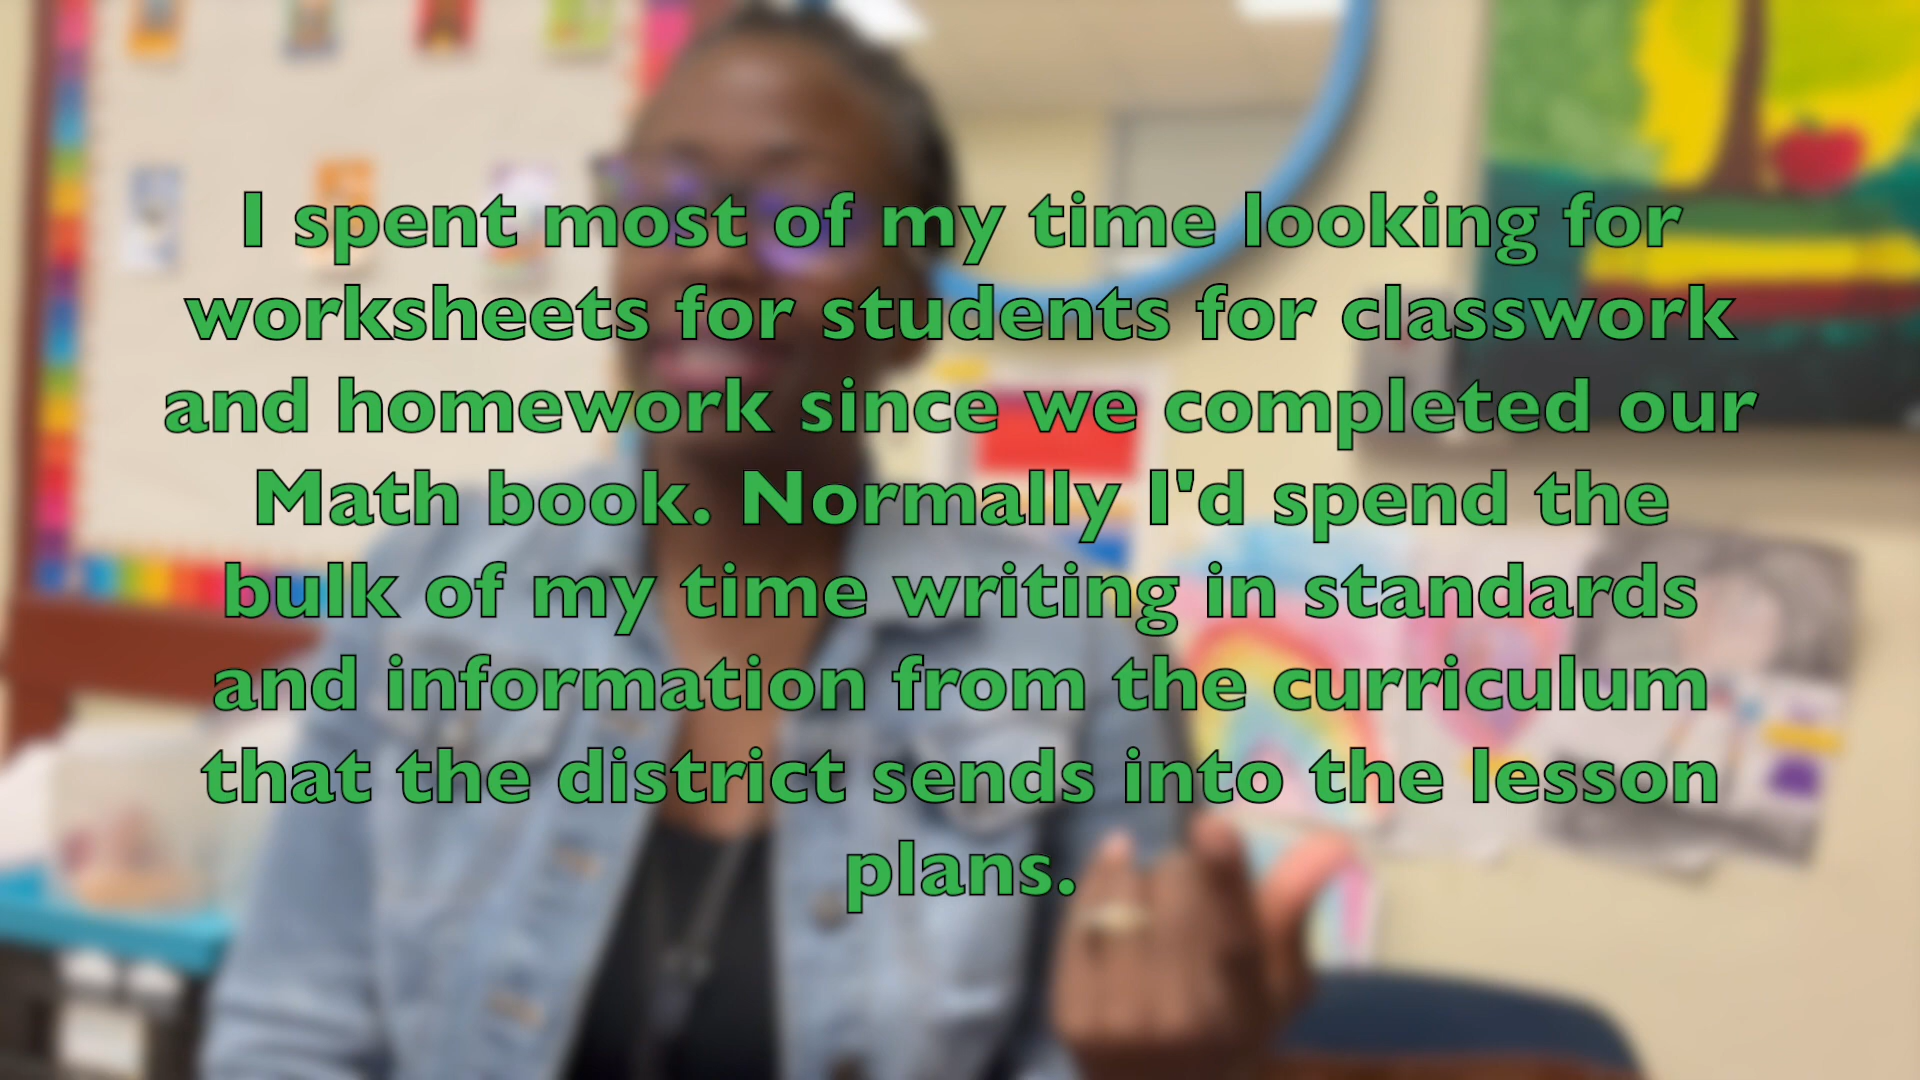 I spent most of my time looking for
worksheets for students for classwork
and homework since we completed our
Math book. Normally I'd spend the
bulk of my time writing in standards
and information from the curriculum
that the district sends into the lesson
plans.